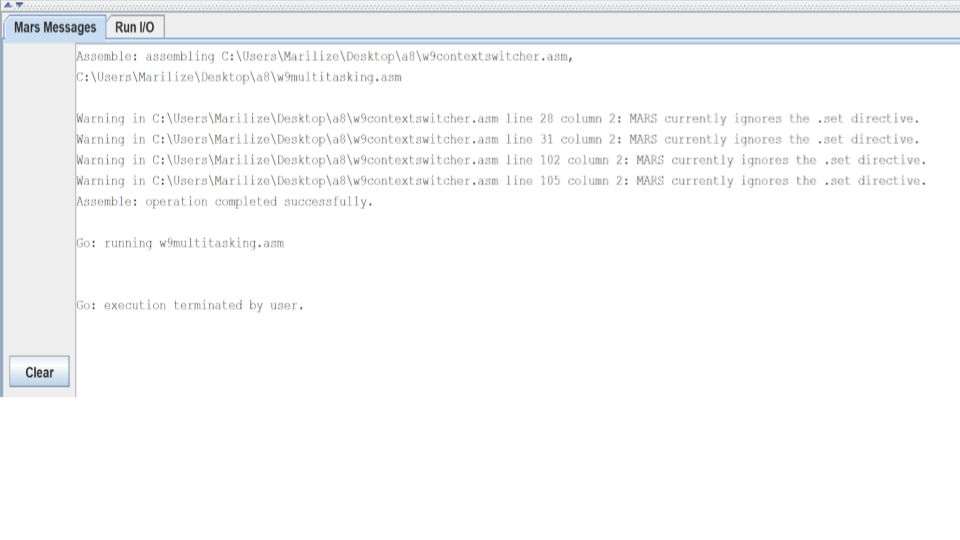 Mars Messages Run I/O
Assemble: assembling C:\Users\Marilize\Desktop\a8\w9contextswitcher.asm,
C:\Users\Marilize\Desktop\a8\w9multitasking.asm
Warning in C:\Users\Marilize\Desktop\a8\w9contextswitcher.asm line 28 column 2: MARS currently ignores the .set directive.
Warning in C:\Users\Marilize\Desktop\a8\w9contextswitcher.asm line 31 column 2: MARS currently ignores the .set directive.
Warning in C:\Users\Marilize\Desktop\a8\w9contextswitcher.asm line 102 column 2: MARS currently ignores the .set directive.
Warning in C:\Users\Marilize\Desktop\a8\w9contextswitcher.asm line 105 column 2: MARS currently ignores the .set directive.
Assemble: operation completed successfully.
Go: running w9multitasking.asm
Go: execution terminated by user.
Clear